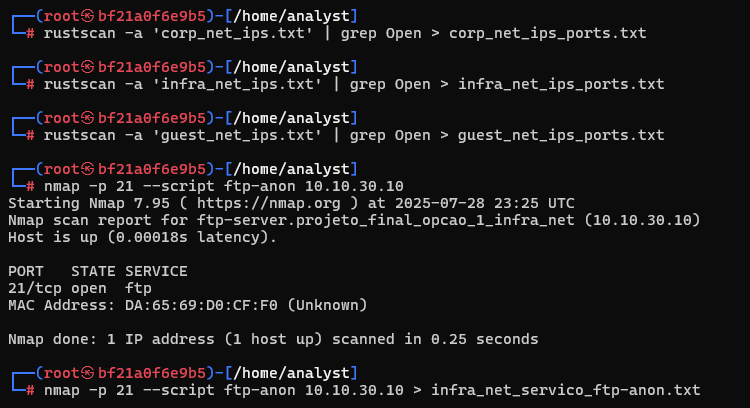 ┌──(root㉿bf21a0f6e9b5)-[/home/analyst]
└─# rustscan -a 'corp_net_ips.txt' | grep Open > corp_net_ips_ports.txt
┌──(root㉿bf21a0f6e9b5)-[/home/analyst]
└─# rustscan -a 'infra_net_ips.txt' | grep Open > infra_net_ips_ports.txt
┌──(root㉿bf21a0f6e9b5)-[/home/analyst]
└─# rustscan -a 'guest_net_ips.txt' | grep Open > guest_net_ips_ports.txt
┌──(root㉿bf21a0f6e9b5)-[/home/analyst]
└─# nmap -p 21 --script ftp-anon 10.10.30.10
Starting Nmap 7.95 ( https://nmap.org ) at 2025-07-28 23:25 UTC
Nmap scan report for ftp-server.projeto_final_opcao_1_infra_net (10.10.30.10)
Host is up (0.00018s latency).
PORT   STATE SERVICE
21/tcp open  ftp
MAC Address: DA:65:69:D0:CF:F0 (Unknown)
Nmap done: 1 IP address (1 host up) scanned in 0.25 seconds
┌──(root㉿bf21a0f6e9b5)-[/home/analyst]
└─# nmap -p 21 --script ftp-anon 10.10.30.10 > infra_net_servico_ftp-anon.txt